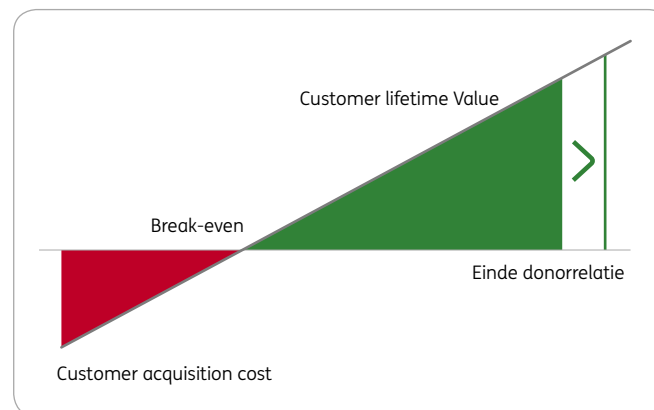 Customer lifetime Value
Break-even
Einde donorrelatie
Customer acquisition cost